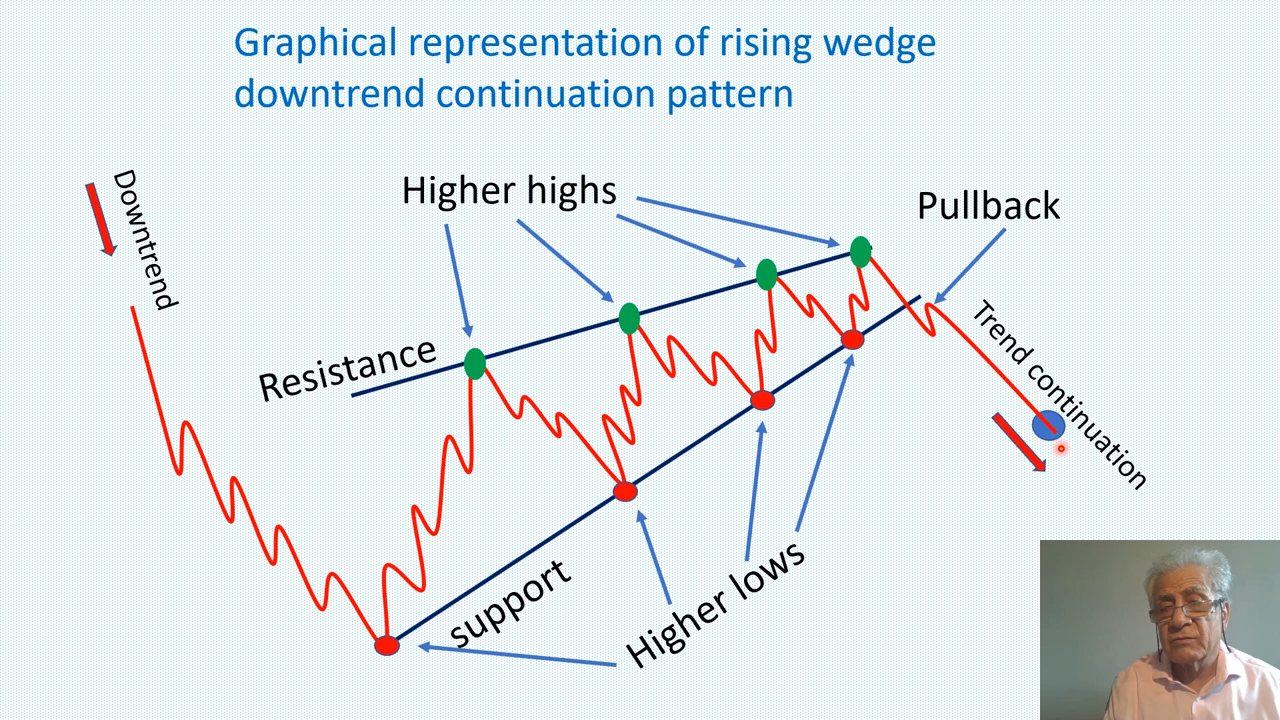 Graphical representation of rising wedge
downtrend continuation pattern
Downtrend
Higher highs
Pullback
Resistance
Trend continuation
support
Higher lows